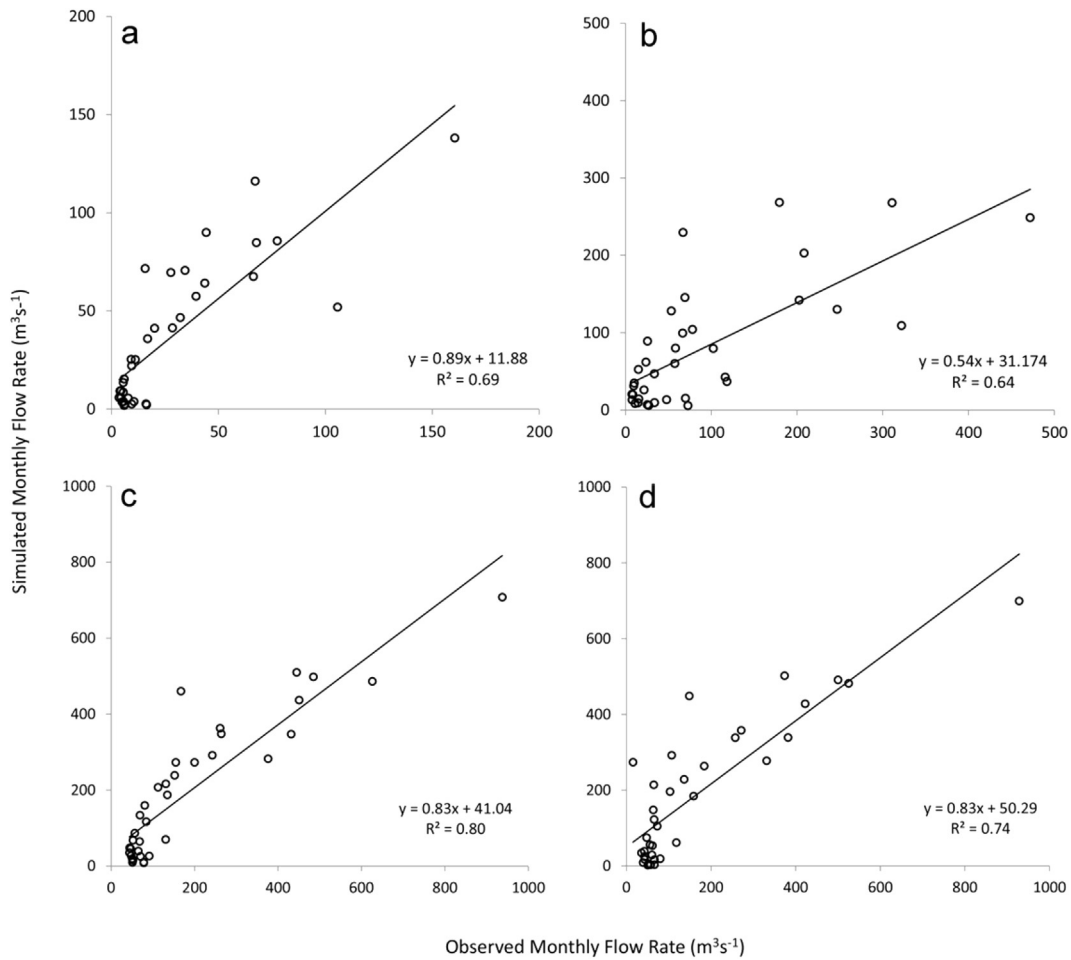 Simulated Monthly Flow Rate (m³s⁻¹)
a
200
150
100
50
0
0 50 100 150 200
y = 0.89x + 11.88
R² = 0.69
b
500
400
300
200
100
0
0 100 200 300 400 500
y = 0.54x + 31.174
R² = 0.64
c
1000
800
600
400
200
0
0 200 400 600 800 1000
y = 0.83x + 41.04
R² = 0.80
d
1000
800
600
400
200
0
0 200 400 600 800 1000
y = 0.83x + 50.29
R² = 0.74
Observed Monthly Flow Rate (m³s⁻¹)